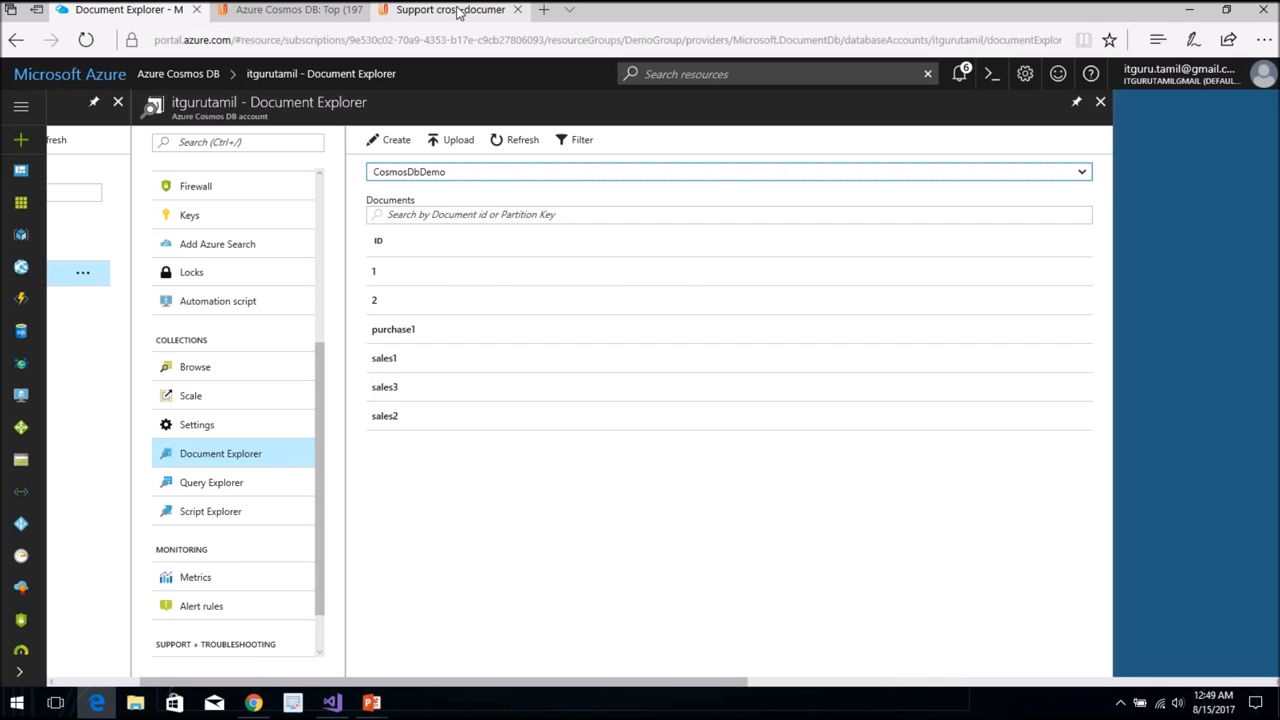 Document Explorer - M
Azure Cosmos DB: Top (197
Support cross-documer
portal.azure.com/#resource/subscriptions/9e530c02-70a9-4353-b17e-c9cb27806093/resourceGroups/DemoGroup/providers/Microsoft.DocumentDb/databaseAccounts/itgurutamil/documentExplor
Microsoft Azure
Azure Cosmos DB
itgurutamil - Document Explorer
Search resources
6
itguru.tamil@gmail.c...
ITGURUTAMILGMAIL (DEFAUL...
itgurutamil - Document Explorer
Azure Cosmos DB account
fresh
Search (Ctrl+/)
Firewall
Keys
Add Azure Search
Locks
Automation script
COLLECTIONS
Browse
Scale
Settings
Document Explorer
Query Explorer
Script Explorer
MONITORING
Metrics
Alert rules
SUPPORT + TROUBLESHOOTING
Create
Upload
Refresh
Filter
CosmosDbDemo
Documents
Search by Document id or Partition Key
ID
1
2
purchase1
sales1
sales3
sales2
12:49 AM
8/15/2017